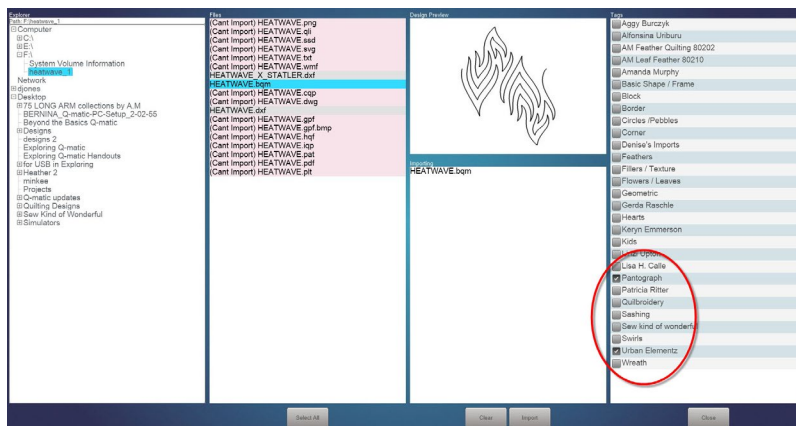 Explorer
Path: F:\heatwave_1
Computer
C:\
E:\
F:\
System Volume Information
heatwave_1
Network
djones
Desktop
75 LONG ARM collections by A.M
BERNINA_Q-matic-PC-Setup_2-02-55
Beyond the Basics Q-matic
Designs
designs 2
Exploring Q-matic
Exploring Q-matic Handouts
for USB in Exploring
Heather 2
minkee
Projects
Q-matic updates
Quilting Designs
Sew Kind of Wonderful
Simulators
Files
(Cant Import) HEATWAVE.png
(Cant Import) HEATWAVE.qli
(Cant Import) HEATWAVE.ssd
(Cant Import) HEATWAVE.svg
(Cant Import) HEATWAVE.txt
(Cant Import) HEATWAVE.wmf
HEATWAVE_X_STATLER.dxf
HEATWAVE.bqm
(Cant Import) HEATWAVE.cqp
(Cant Import) HEATWAVE.dwg
HEATWAVE.dxf
(Cant Import) HEATWAVE.gpf
(Cant Import) HEATWAVE.gpf.bmp
(Cant Import) HEATWAVE.hqf
(Cant Import) HEATWAVE.iqp
(Cant Import) HEATWAVE.pat
(Cant Import) HEATWAVE.pdf
(Cant Import) HEATWAVE.plt
Select All
Design Preview
Importing
HEATWAVE.bqm
Clear
Import
Tags
Aggy Burczyk
Alfonsina Uriburu
AM Feather Quilting 80202
AM Leaf Feather 80210
Amanda Murphy
Basic Shape / Frame
Block
Border
Circles /Pebbles
Corner
Denise's Imports
Feathers
Fillers / Texture
Flowers / Leaves
Geometric
Gerda Raschle
Hearts
Keryn Emmerson
Kids
Upton
Lisa H. Calle
Pantograph
Patricia Ritter
Quilbroidery
Sashing
Sew kind of wonderful
Swirls
Urban Elementz
Wreath
Close